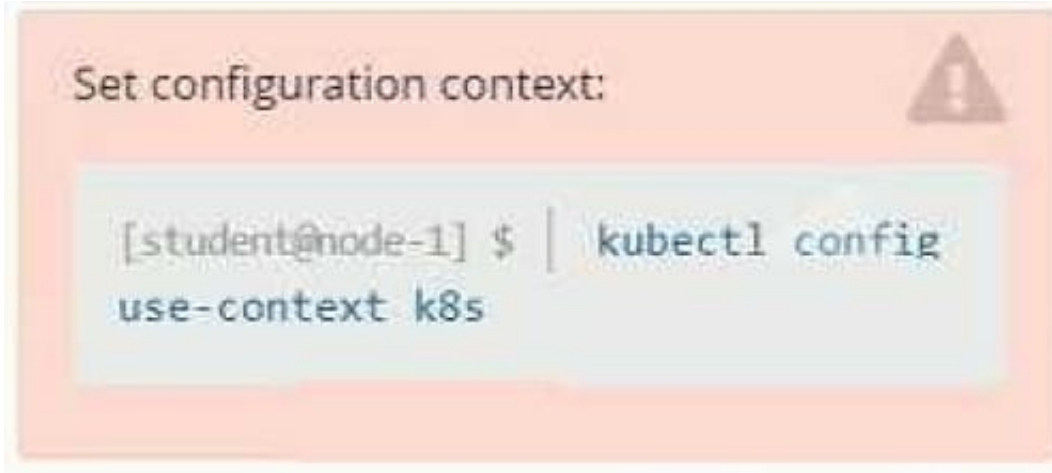 Set configuration context:
[student@node-1] $ | kubectl config
use-context k8s